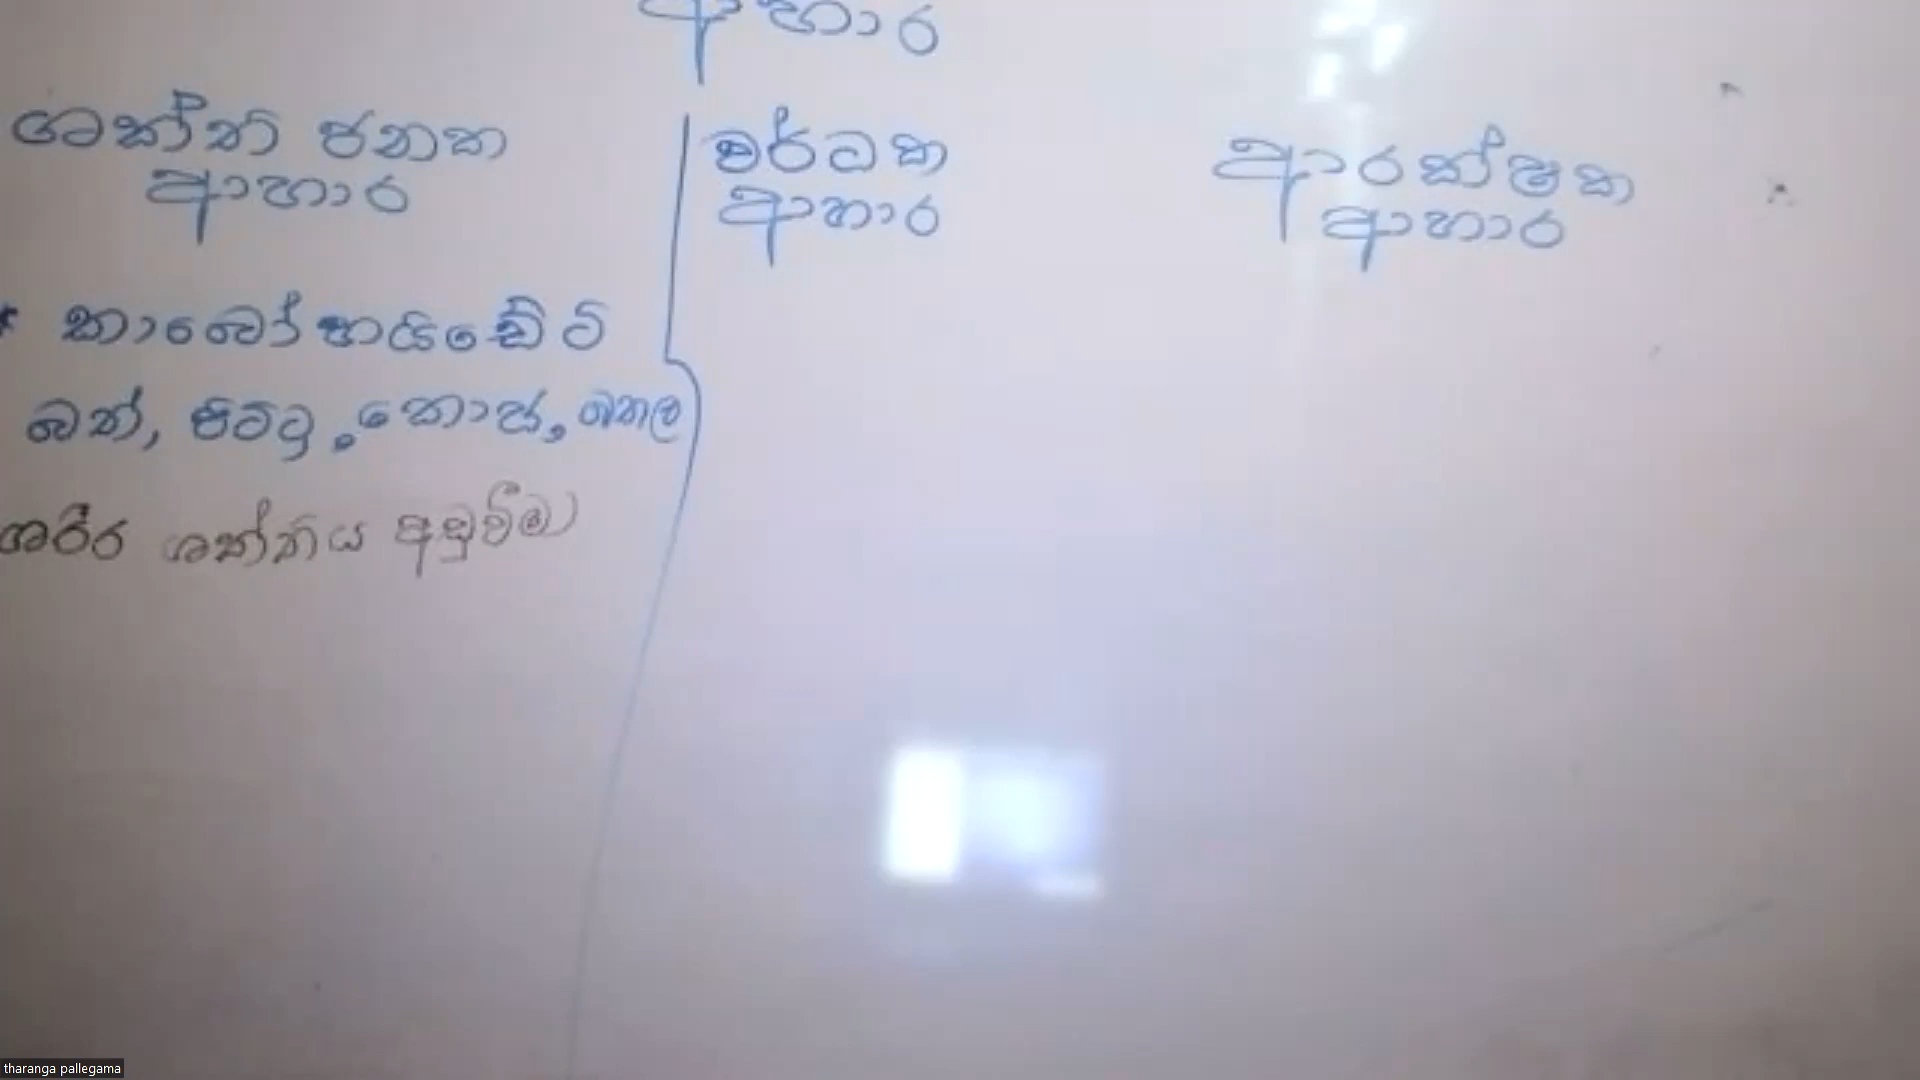 ආහාර
ශක්ති ජනක
ආහාර
වර්ධක
ආහාර
ආරක්ෂක
ආහාර
* කාබෝහයිඩේට්
බත්, පිට්ටු, කොස්, බතල
ශරීර ශක්තිය අඩුවීම
tharanga pallegama